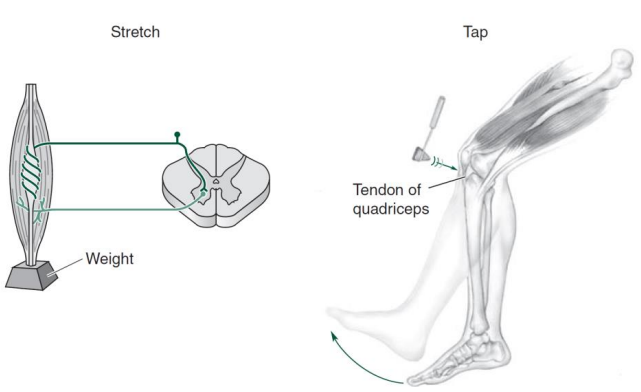 Stretch
Tap
Tendon of
quadriceps
Weight